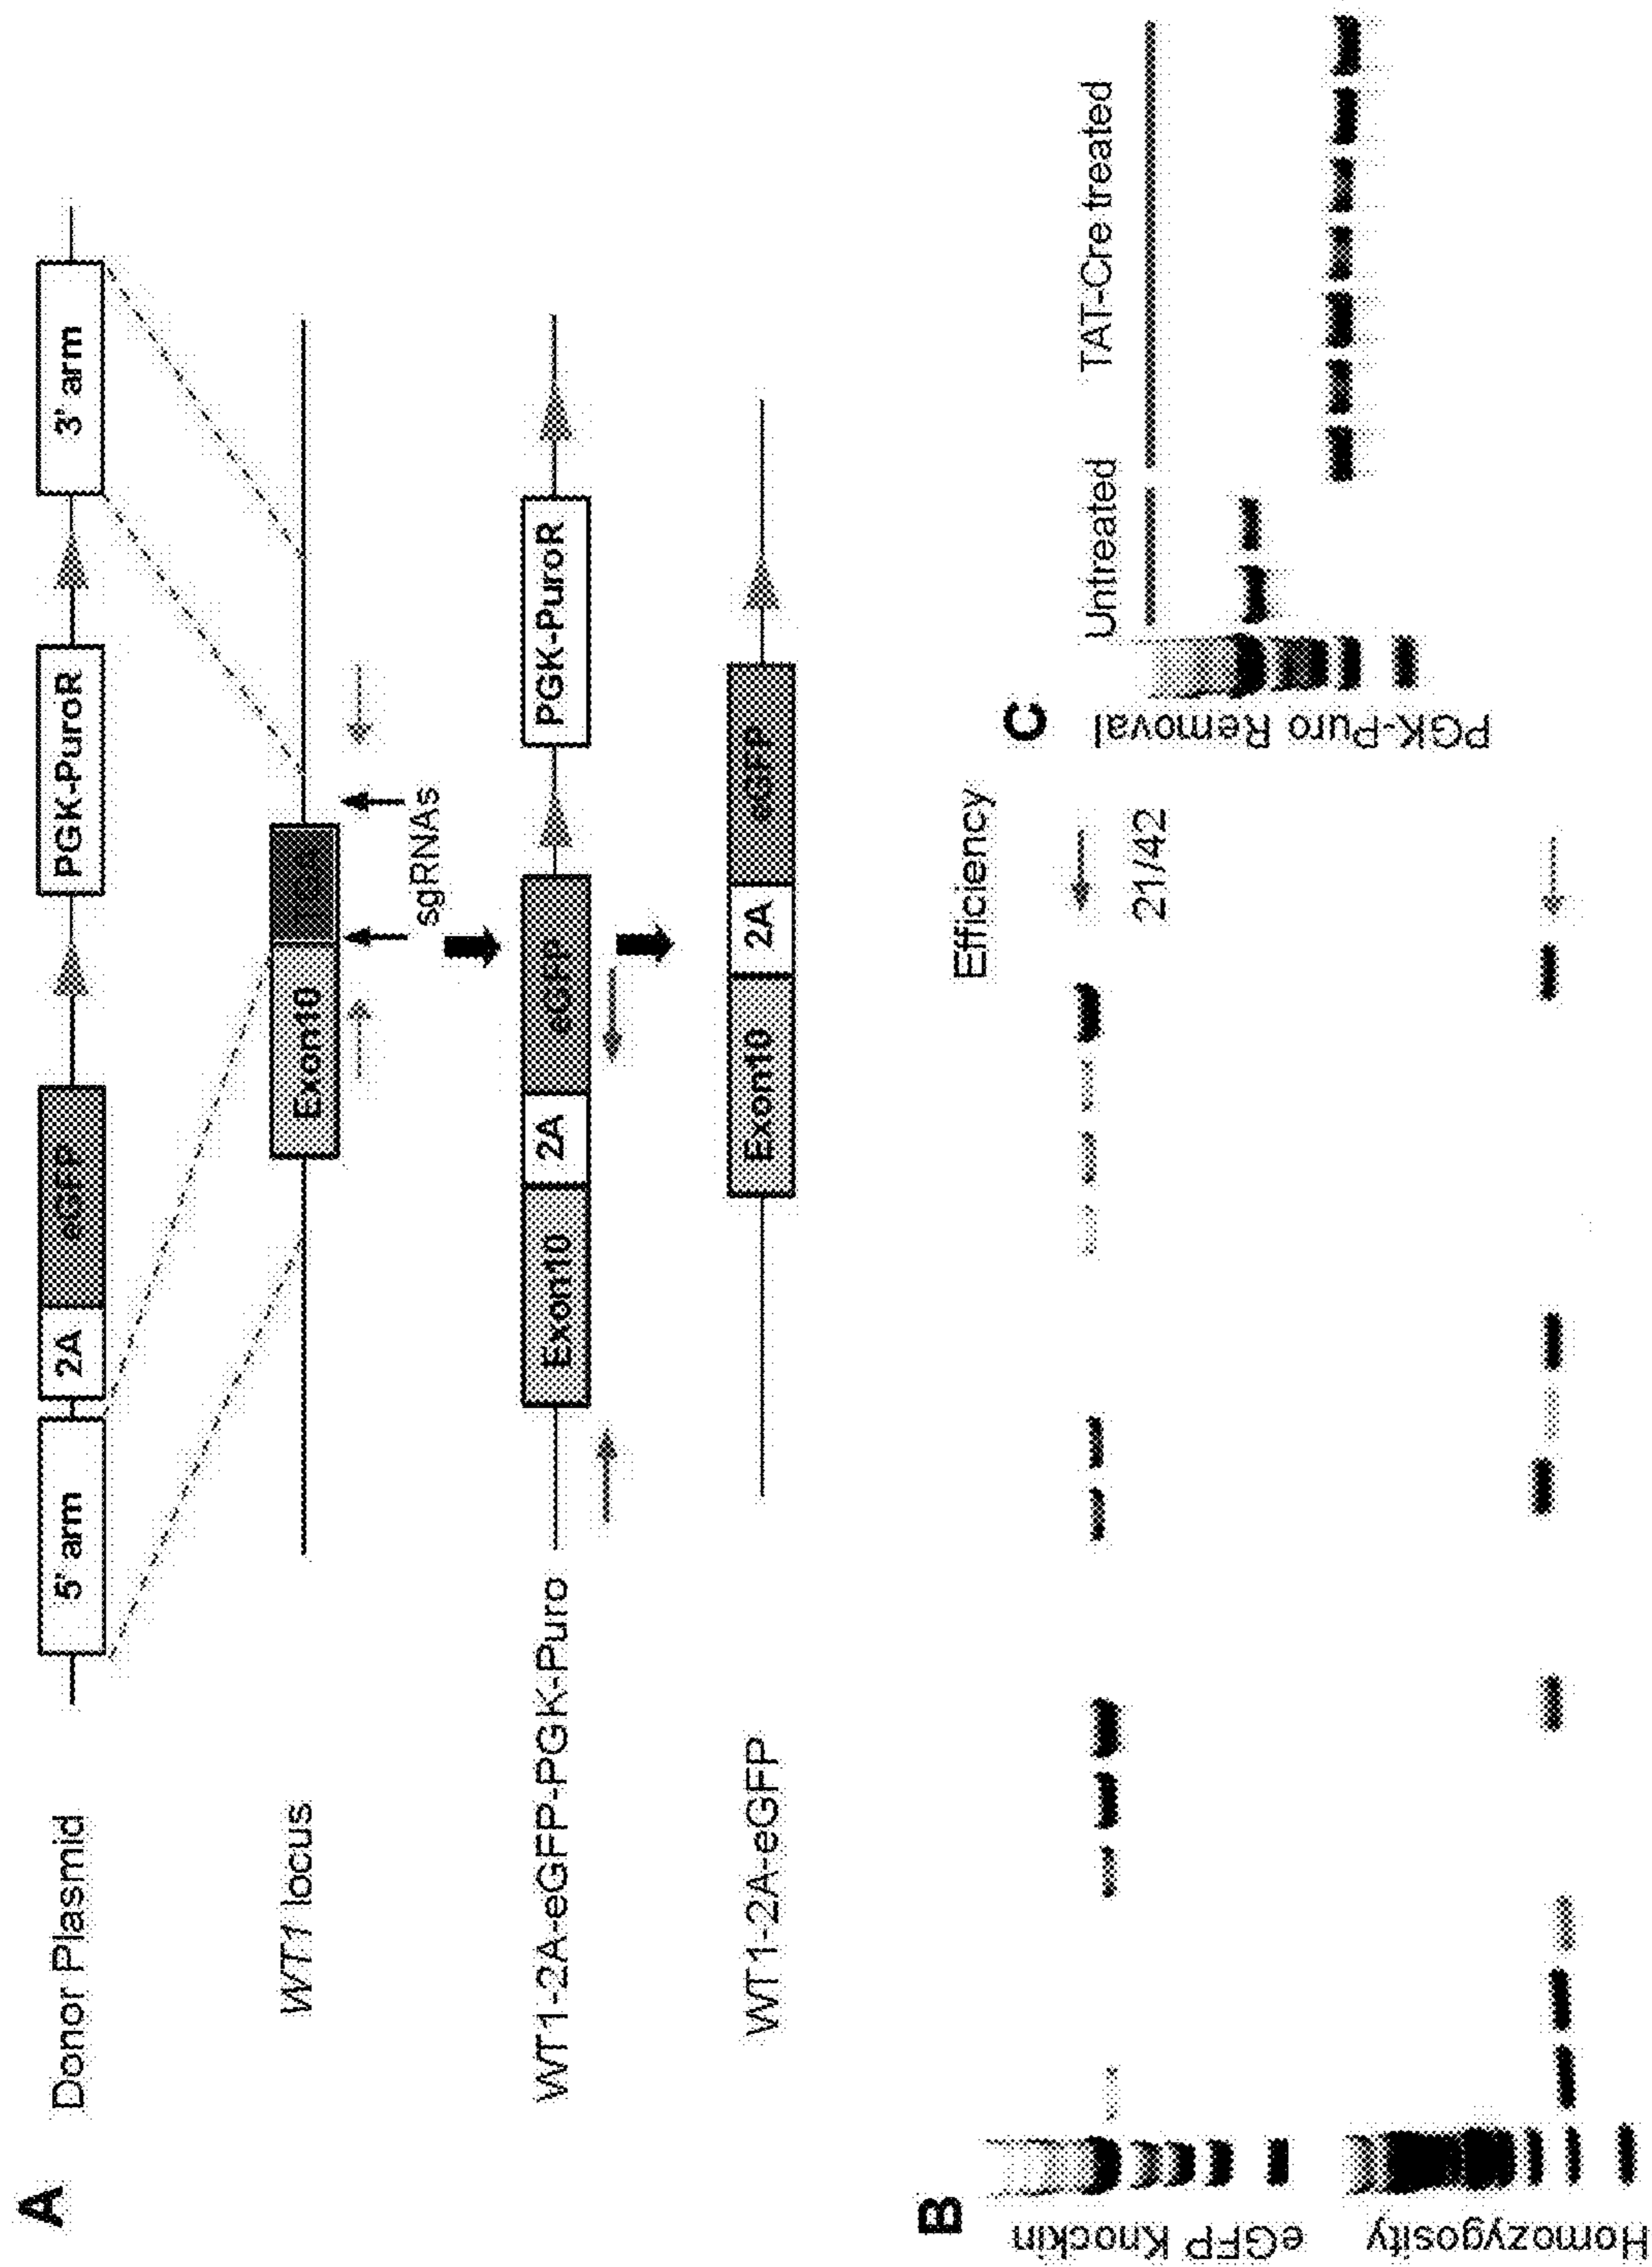 A
Donor Plasmid
5' arm
2A
eGFP
PGK-PuroR
3' arm
WT1 locus
Exon10
sgRNAs
WT1-2A-eGFP-PGK-Puro
Exon10
2A
eGFP
PGK-PuroR
WT1-2A-eGFP
Exon10
2A
eGFP
B
eGFP Knockin
Efficiency
21/42
Homozygosity
C
PGK-Puro Removal
Untreated
TAT-Cre treated